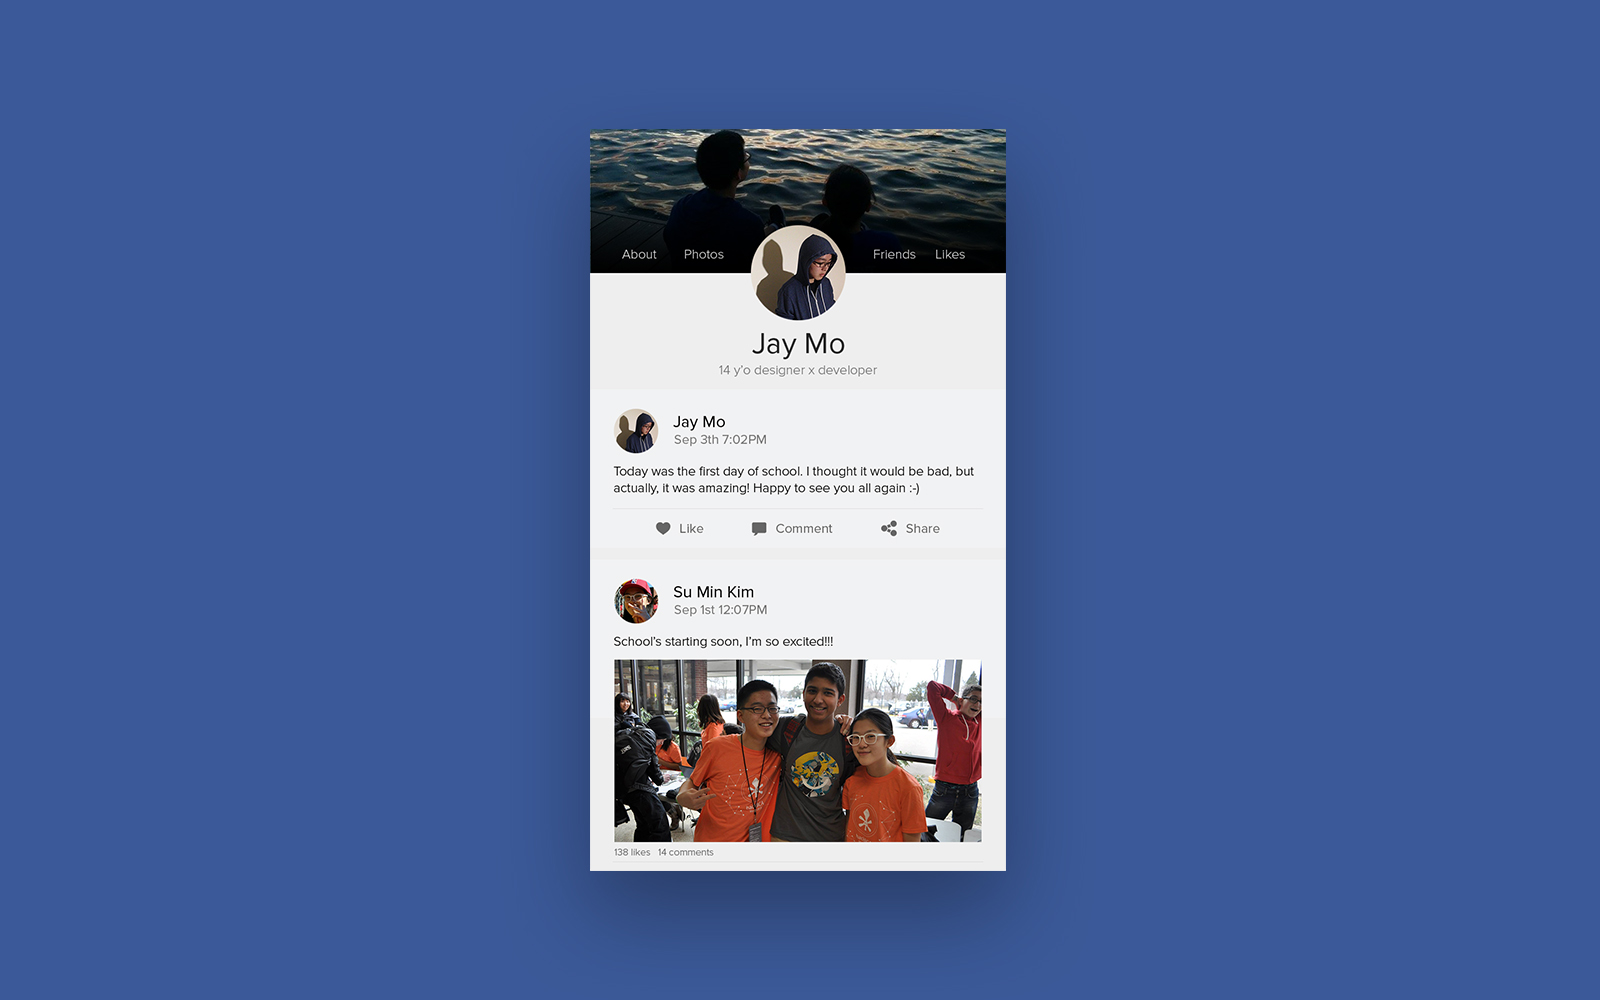 About Photos Friends Likes
Jay Mo
14 y'o designer x developer
Jay Mo
Sep 3th 7:02PM
Today was the first day of school. I thought it would be bad, but
actually, it was amazing! Happy to see you all again :-)
Like Comment Share
Su Min Kim
Sep 1st 12:07PM
School's starting soon, I'm so excited!!!
138 likes 14 comments